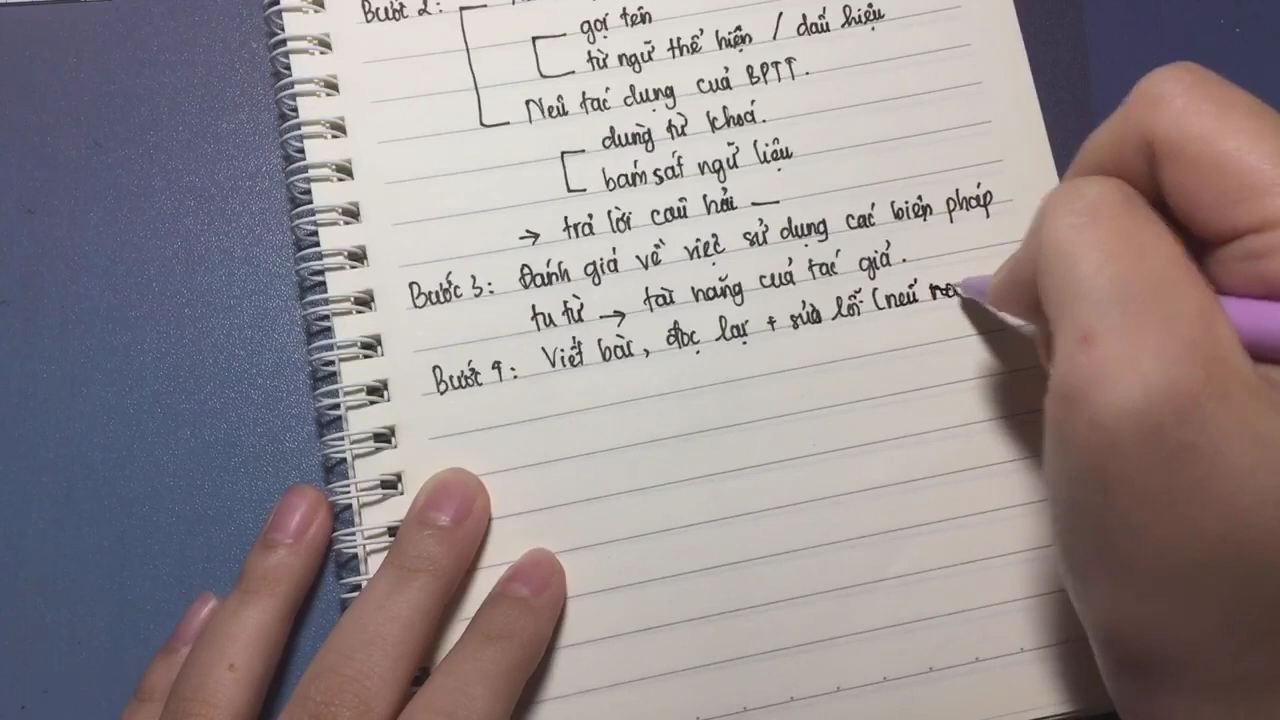 Bước 2:
gọi tên
từ ngữ thể hiện / dấu hiệu
Nêu tác dụng của BPTT.
dùng từ khoá.
bám sát ngữ liệu
→ trả lời câu hỏi —
Bước 3: Đánh giá về việc sử dụng các biện pháp
tu từ → tài năng của tác giả.
Bước 4: Viết bài, đọc lại + sửa lỗi (nếu